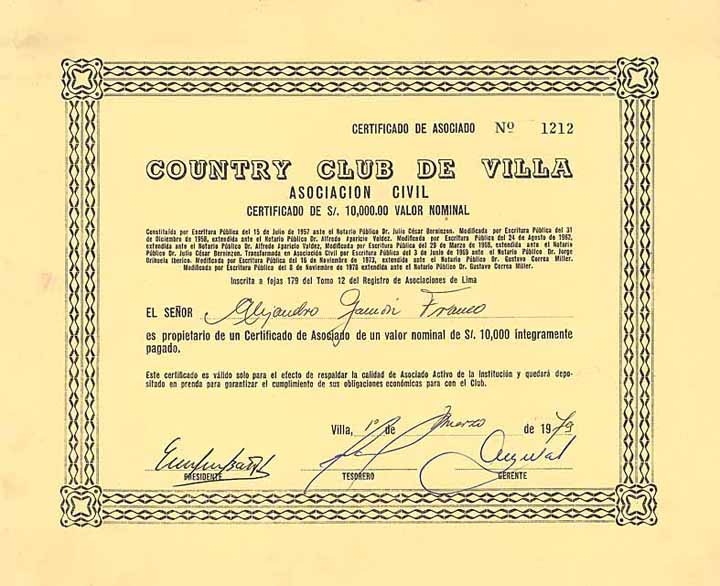 CERTIFICADO DE ASOCIADO Nº 1212
COUNTRY CLUB DE VILLA
ASOCIACION CIVIL
CERTIFICADO DE S/. 10,000.00 VALOR NOMINAL
Constituída por Escritura Pública del 15 de Julio de 1957 ante el Notario Público Dr. Julio César Berninzon. Modificada por Escritura Pública del 31
de Diciembre de 1958, extendida ante el Notario Público Dr. Alfredo Aparicio Valdez. Modificada por Escritura Pública del 24 de Agosto de 1962,
extendida ante el Notario Público Dr. Alfredo Aparicio Valdez, Modificada por Escritura Pública del 29 de Marzo de 1968, extendida ante el Notario
Público Dr. Julio César Berninzon. Transformada en Asociación Civil por Escritura Pública del 3 de Junio de 1969 ante el Notario Público Dr. Jorge
Orihuela Iberico. Modificada por Escritura Pública del 16 de Noviembre de 1973, extendida ante el Notario Público Dr. Gustavo Correa Miller.
Modificada por Escritura Pública del 8 de Noviembre de 1978 extendida ante el Notario Público Dr. Gustavo Correa Miller.
Inscrita a fojas 179 del Tomo 12 del Registro de Asociaciones de Lima
EL SEÑOR Alejandro Franco
es propietario de un Certificado de Asociado de un valor nominal de S/. 10,000 íntegramente
pagado.
Este certificado es válido solo para el efecto de respaldar la calidad de Asociado Activo de la Institución y quedará depo-
sitado en prenda para garantizar el cumplimiento de sus obligaciones económicas para con el Club.
Villa, 1º de marzo de 1979
PRESIDENTE TESORERO GERENTE